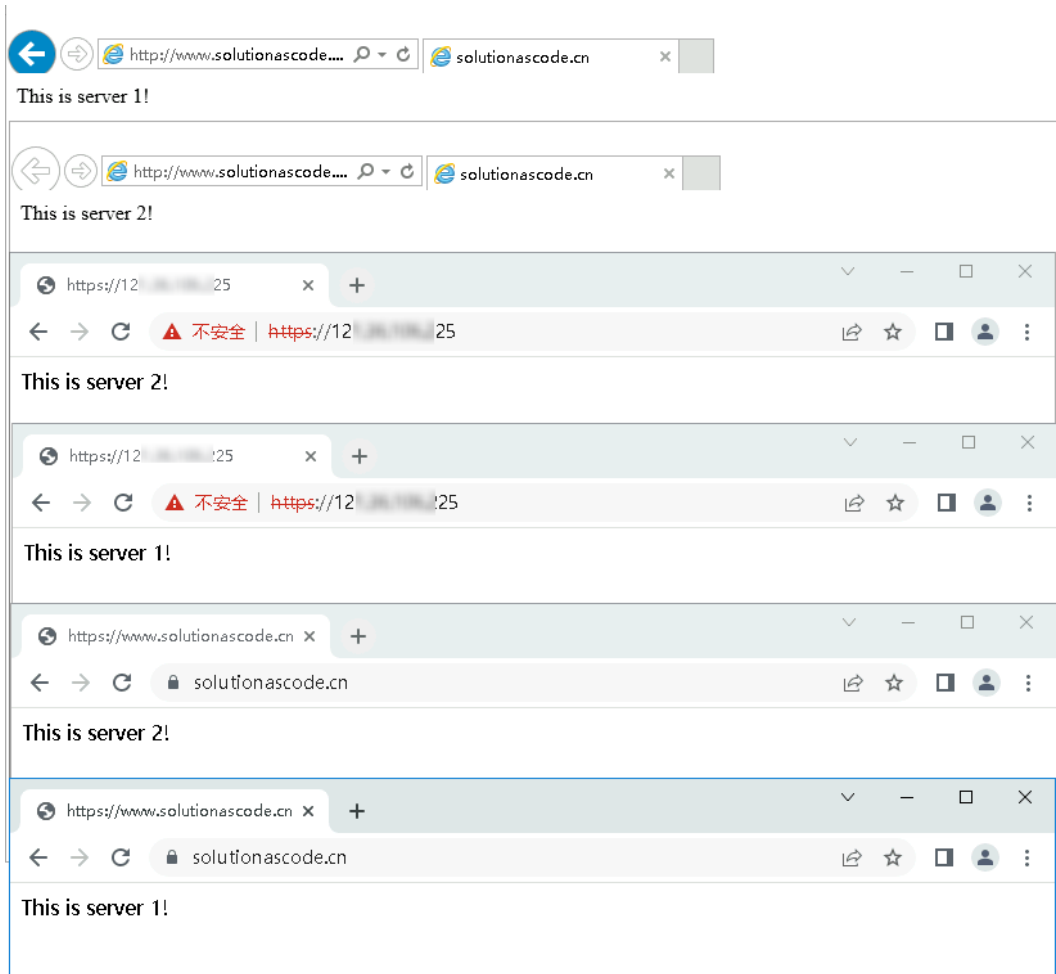 http://www.solutionascode.... solutionascode.cn
This is server 1!
http://www.solutionascode.... solutionascode.cn
This is server 2!
https://12 25
不安全 https://12 25
This is server 2!
https://12 25
不安全 https://12 25
This is server 1!
https://www.solutionascode.cn
solutionascode.cn
This is server 2!
https://www.solutionascode.cn
solutionascode.cn
This is server 1!